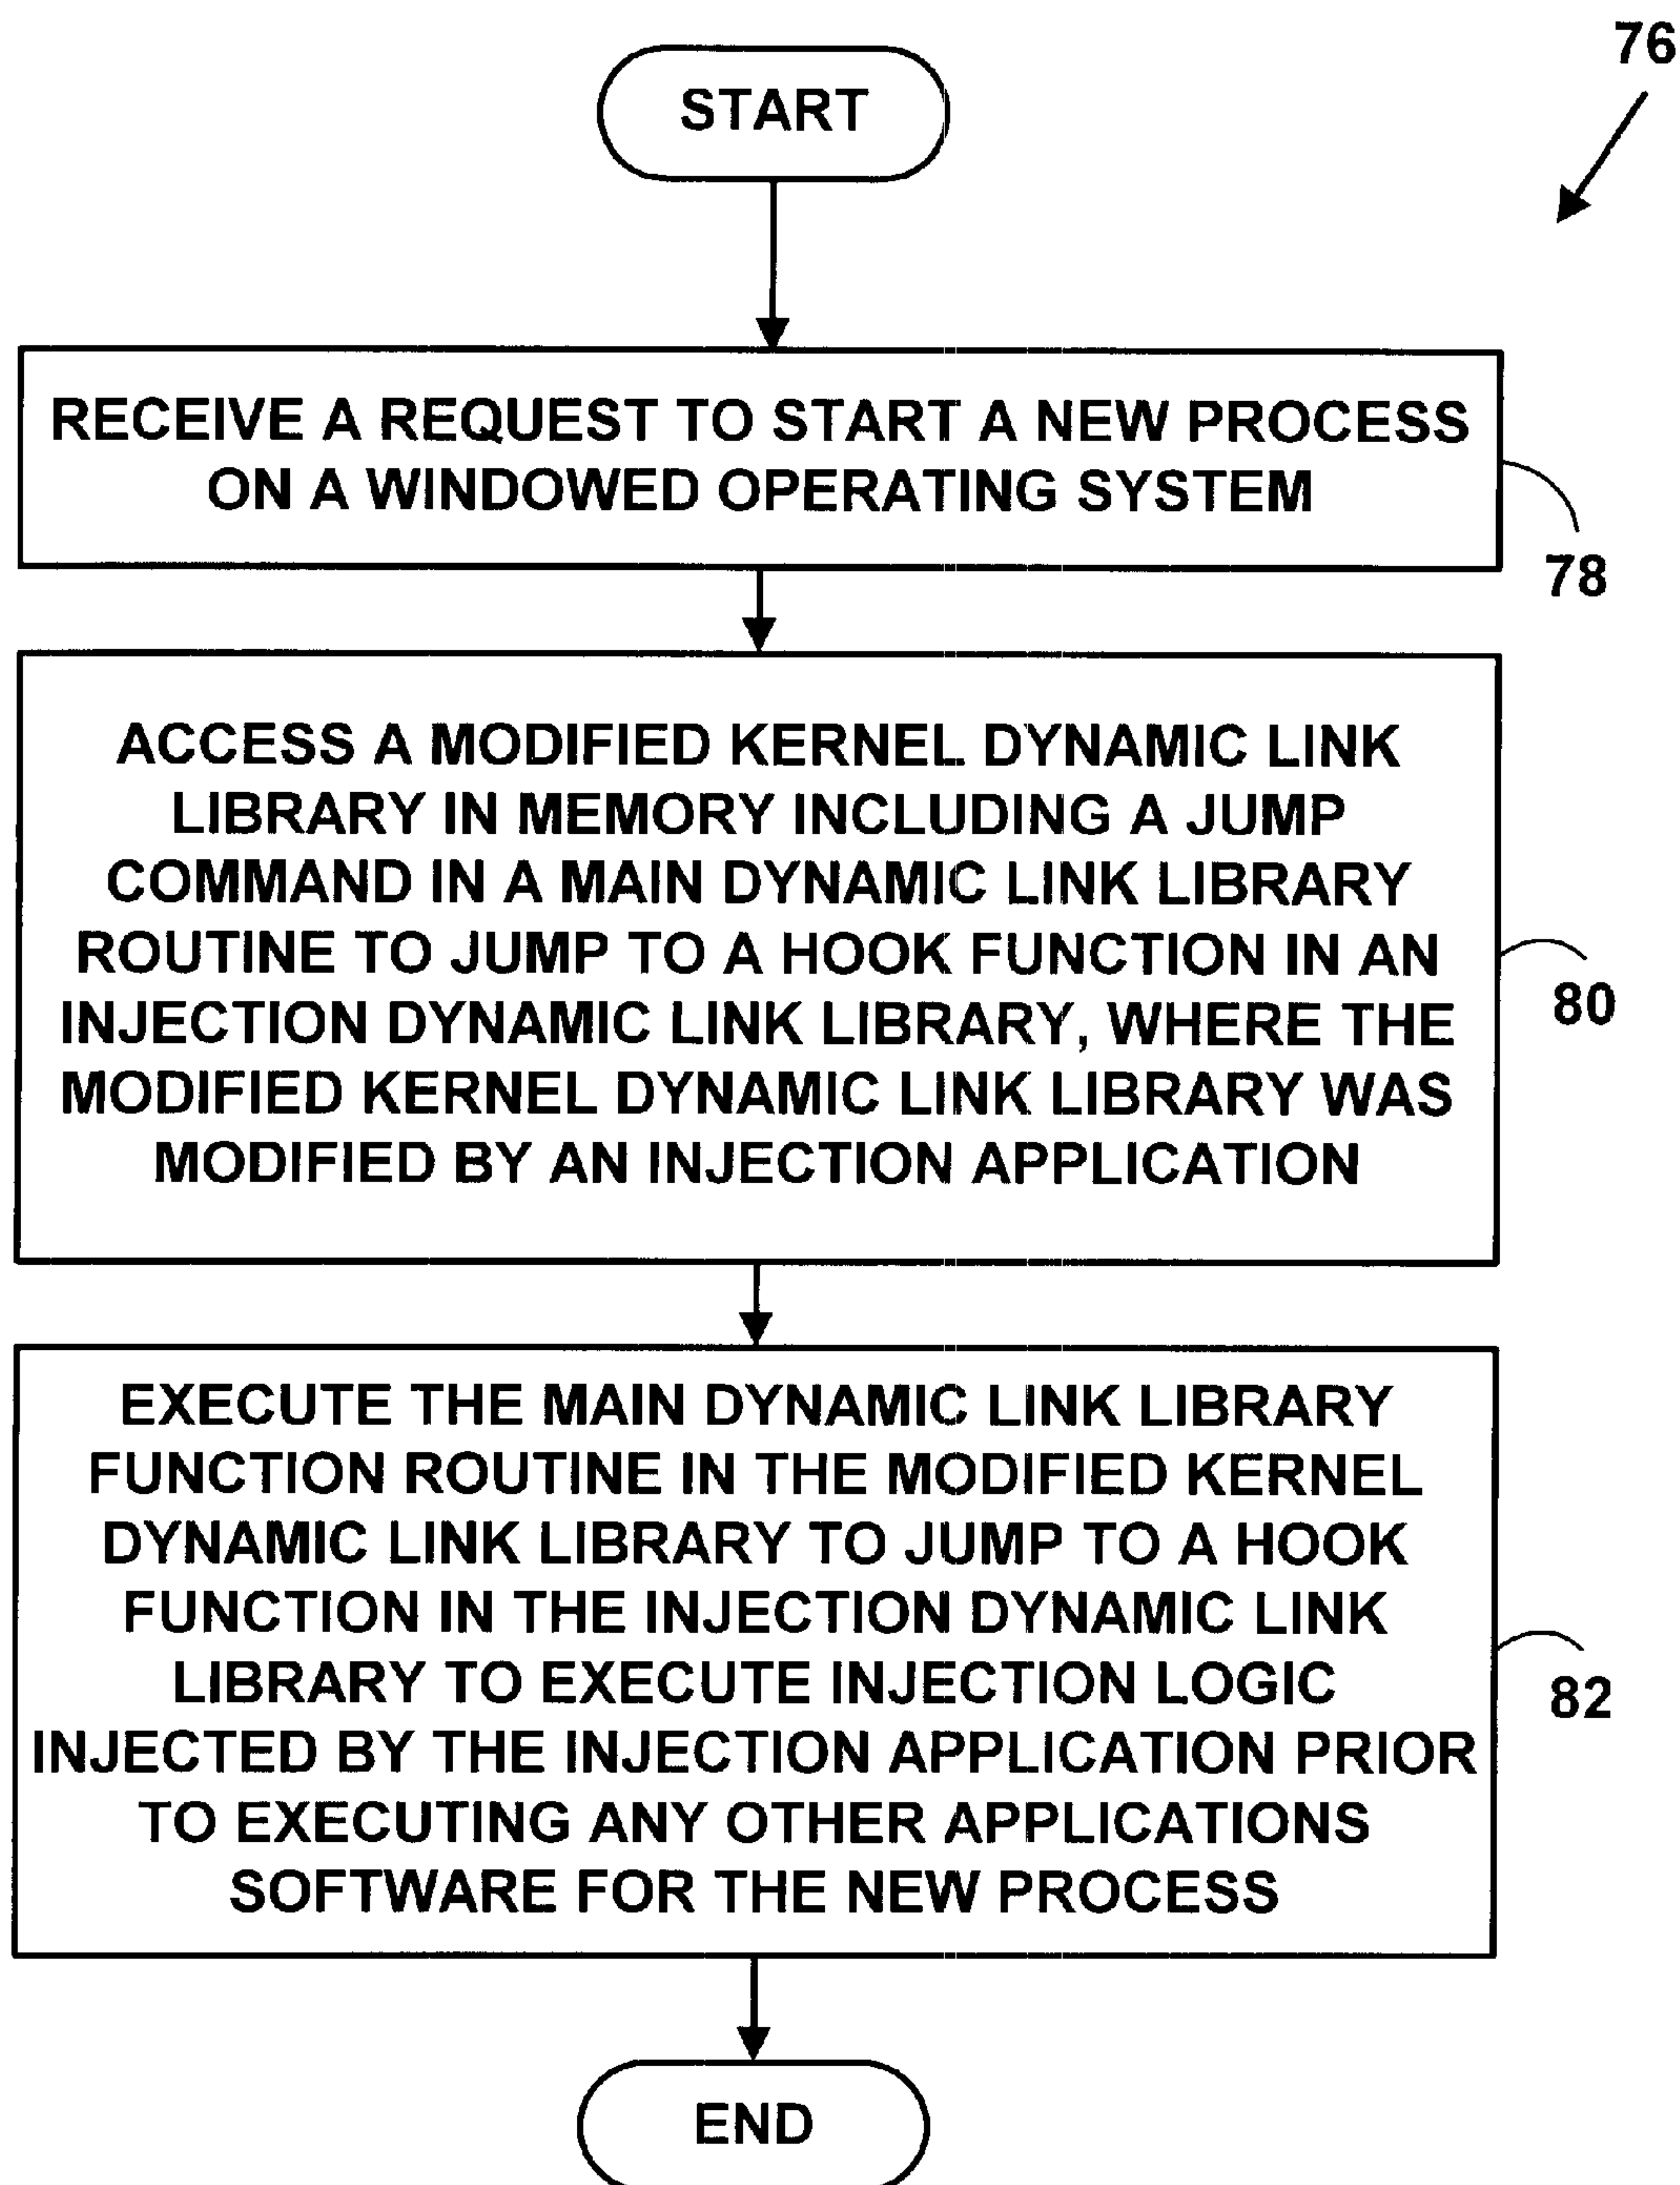 76
START
RECEIVE A REQUEST TO START A NEW PROCESS
ON A WINDOWED OPERATING SYSTEM
78
ACCESS A MODIFIED KERNEL DYNAMIC LINK
LIBRARY IN MEMORY INCLUDING A JUMP
COMMAND IN A MAIN DYNAMIC LINK LIBRARY
ROUTINE TO JUMP TO A HOOK FUNCTION IN AN
INJECTION DYNAMIC LINK LIBRARY, WHERE THE
MODIFIED KERNEL DYNAMIC LINK LIBRARY WAS
MODIFIED BY AN INJECTION APPLICATION
80
EXECUTE THE MAIN DYNAMIC LINK LIBRARY
FUNCTION ROUTINE IN THE MODIFIED KERNEL
DYNAMIC LINK LIBRARY TO JUMP TO A HOOK
FUNCTION IN THE INJECTION DYNAMIC LINK
LIBRARY TO EXECUTE INJECTION LOGIC
INJECTED BY THE INJECTION APPLICATION PRIOR
TO EXECUTING ANY OTHER APPLICATIONS
SOFTWARE FOR THE NEW PROCESS
82
END